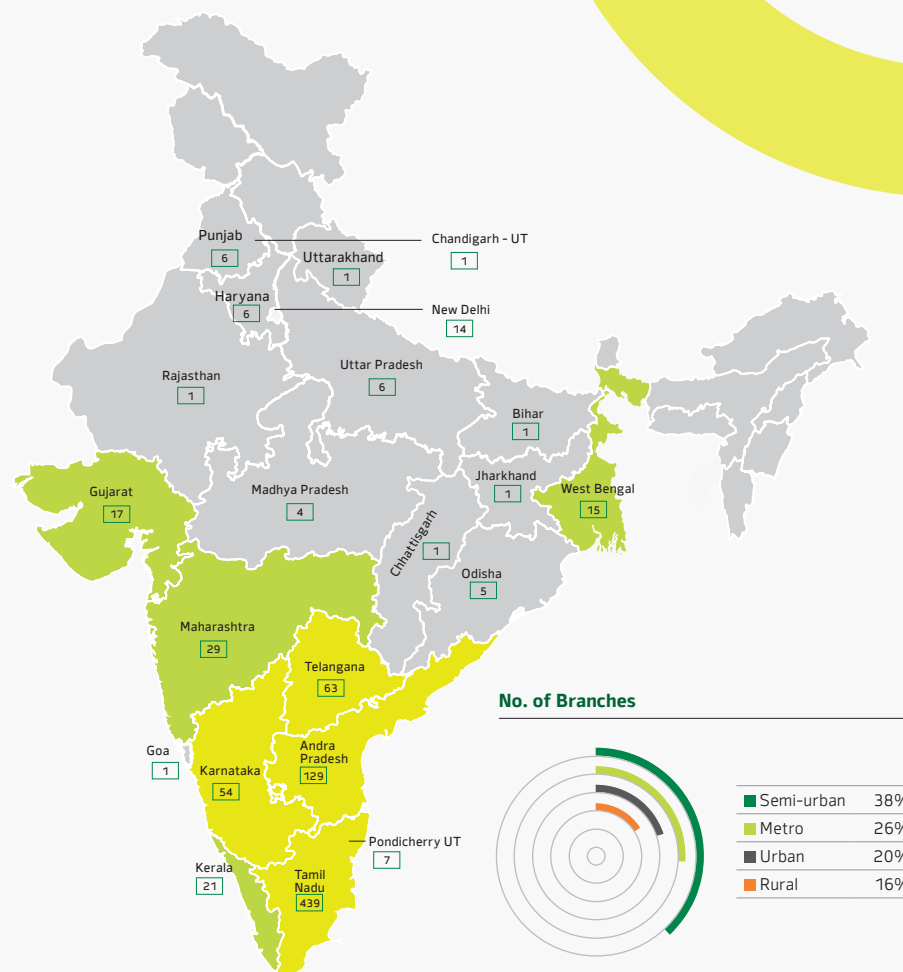 Punjab
6
Chandigarh - UT
1
Uttarakhand
1
Haryana
6
New Delhi
14
Rajasthan
1
Uttar Pradesh
6
Bihar
1
Jharkhand
1
West Bengal
15
Gujarat
17
Madhya Pradesh
4
Chhattisgarh
1
Odisha
5
Maharashtra
29
Telangana
63
Goa
1
Karnataka
54
Andra
Pradesh
129
Pondicherry UT
7
Kerala
21
Tamil
Nadu
439
No. of Branches
Semi-urban 38%
Metro 26%
Urban 20%
Rural 16%